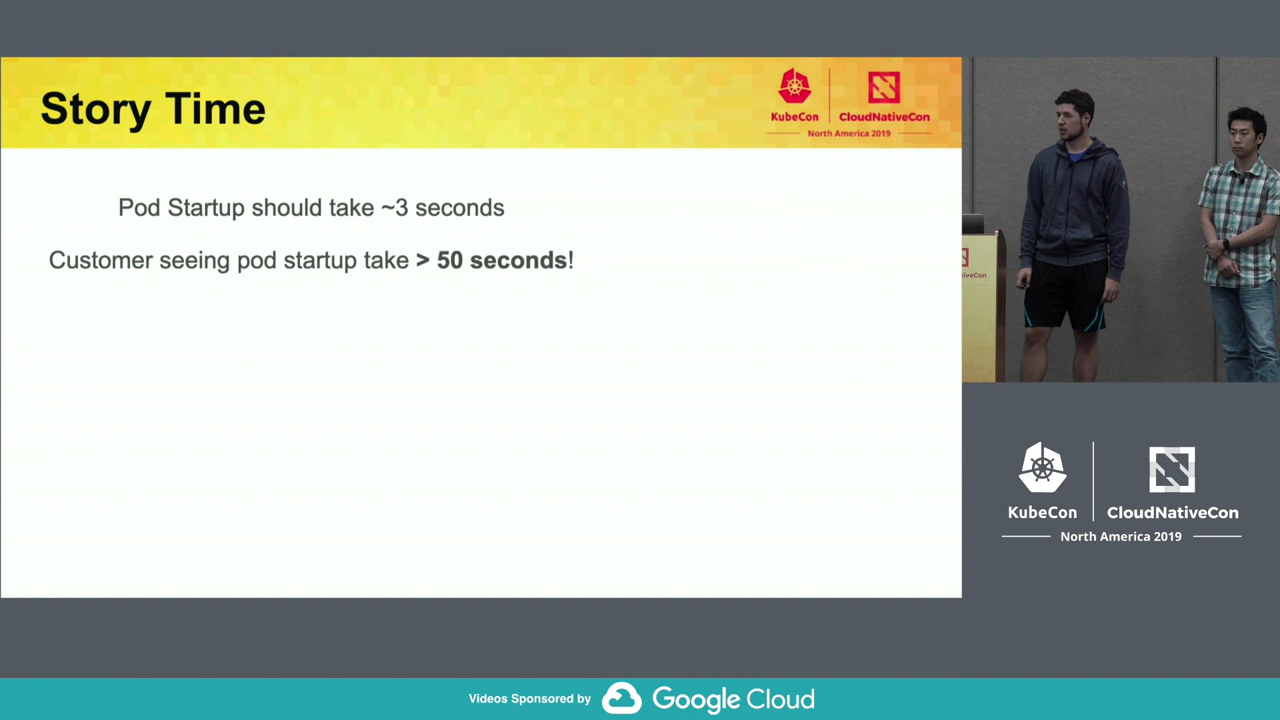 Story Time
KubeCon
CloudNativeCon
North America 2019
Pod Startup should take ~3 seconds
Customer seeing pod startup take > 50 seconds!
iveCon
KubeCon
CloudNativeCon
North America 2019
Videos Sponsored by
Google Cloud